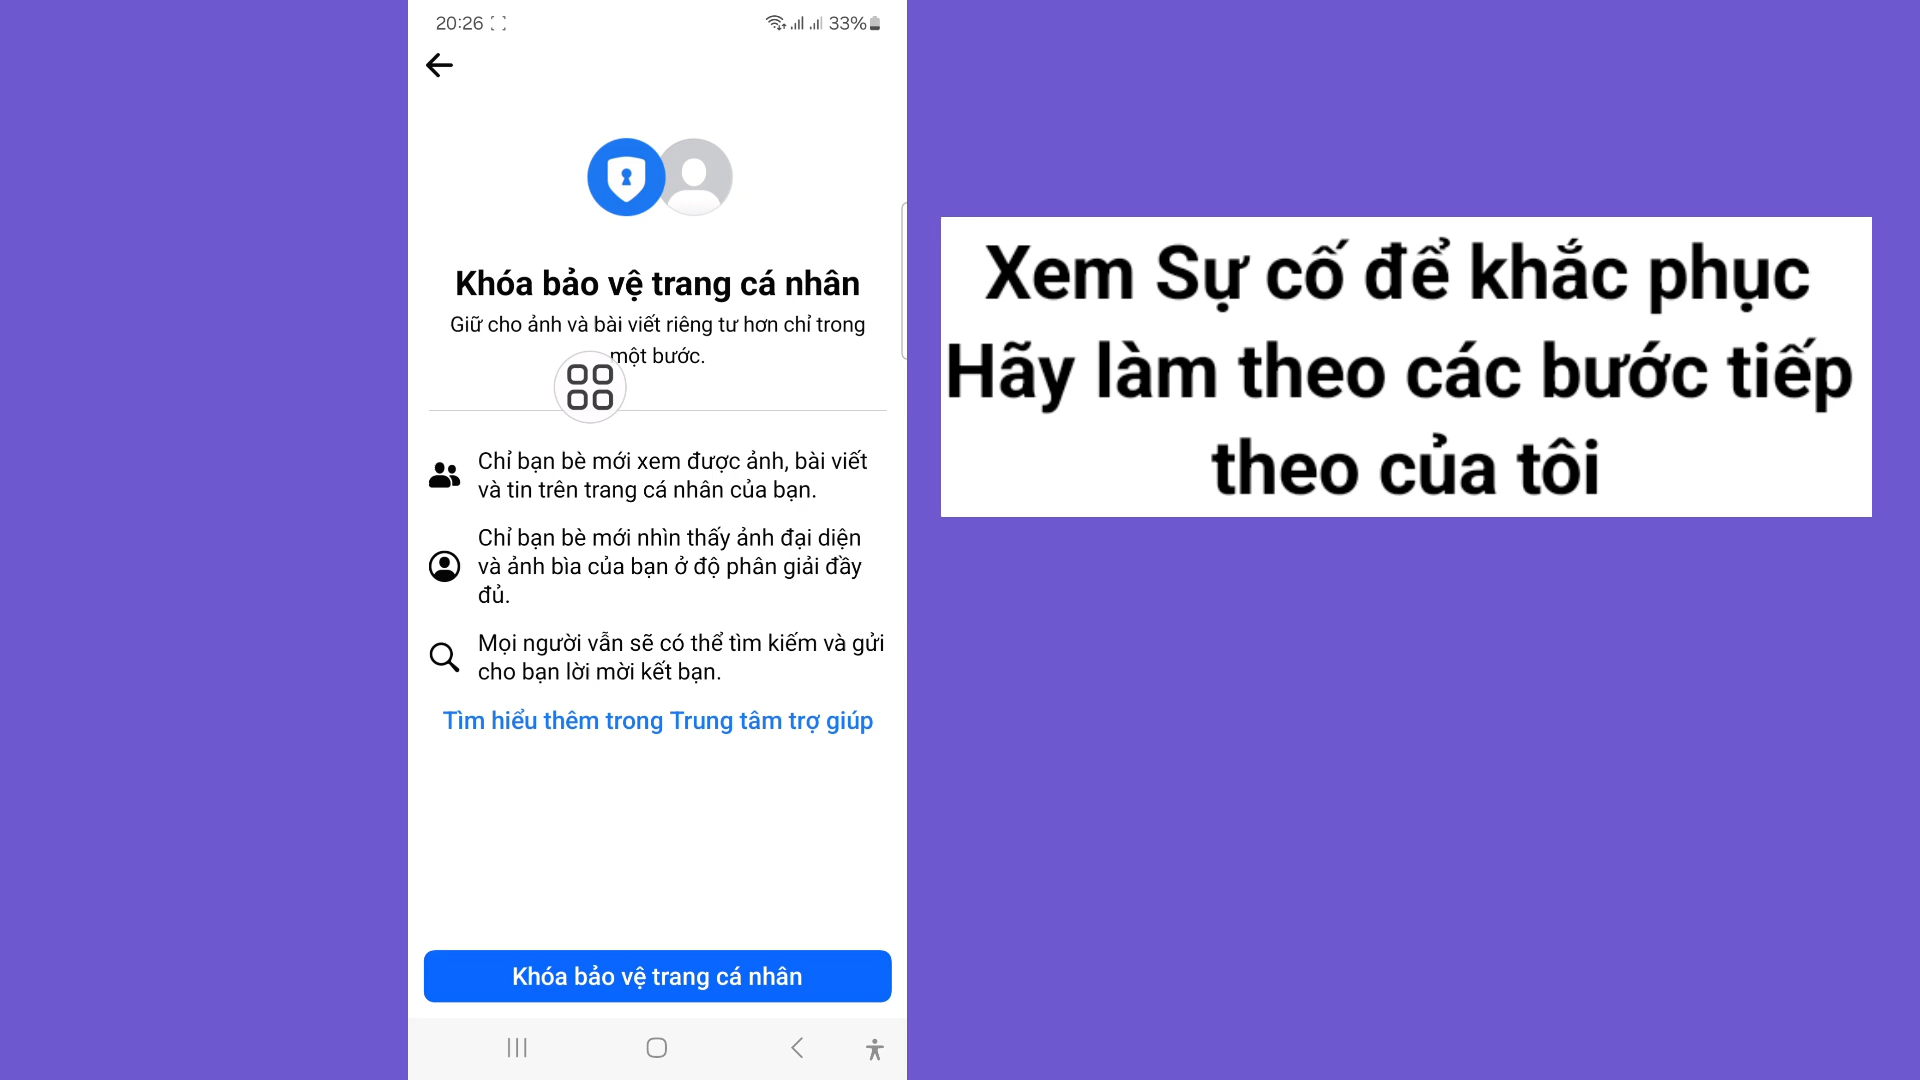 20:26
33%
Khóa bảo vệ trang cá nhân
Giữ cho ảnh và bài viết riêng tư hơn chỉ trong
một bước.
Chỉ bạn bè mới xem được ảnh, bài viết
và tin trên trang cá nhân của bạn.
Chỉ bạn bè mới nhìn thấy ảnh đại diện
và ảnh bìa của bạn ở độ phân giải đầy
đủ.
Mọi người vẫn sẽ có thể tìm kiếm và gửi
cho bạn lời mời kết bạn.
Tìm hiểu thêm trong Trung tâm trợ giúp
Khóa bảo vệ trang cá nhân
Xem Sự cố để khắc phục
Hãy làm theo các bước tiếp
theo của tôi